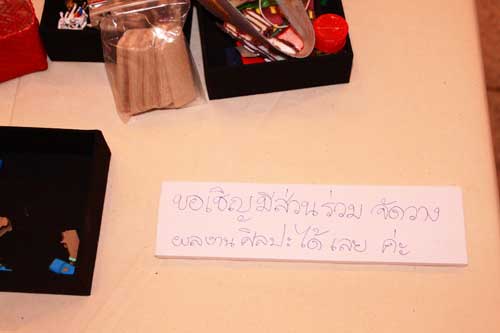 ขอเชิญมีส่วนร่วม จัดวาง
ผลงานศิลปะได้ เลย ค่ะ